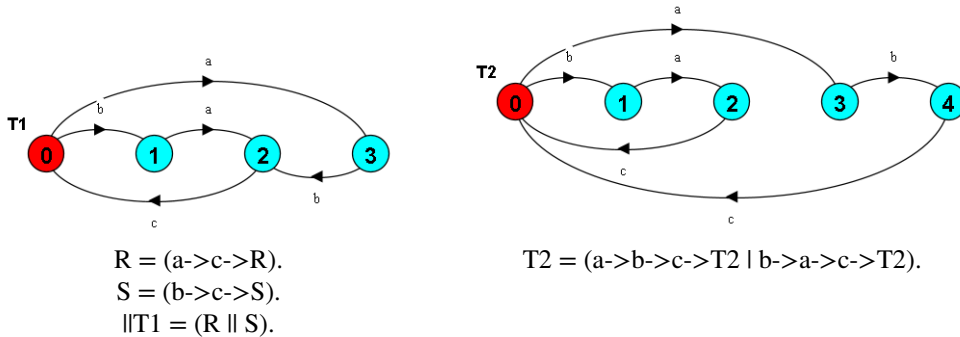 a
b
a
T1
0
1
2
3
b
c
R = (a->c->R).
S = (b->c->S).
||T1 = (R || S).
a
b
a
b
T2
0
1
2
3
4
c
c
T2 = (a->b->c->T2 | b->a->c->T2).